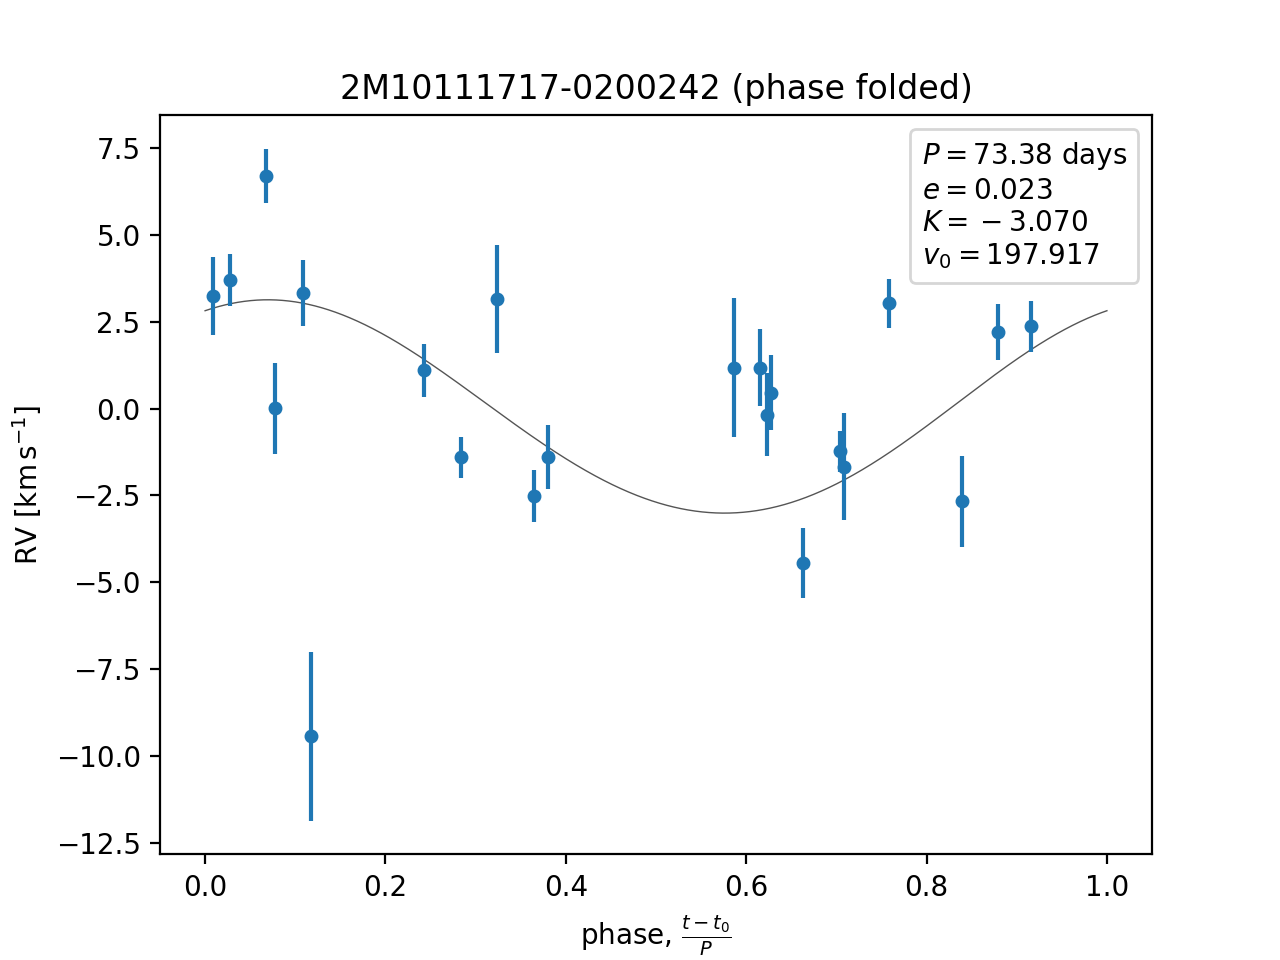 2M10111717-0200242 (phase folded)
P = 73.38 days
e = 0.023
K = −3.070
v₀ = 197.917
7.5
5.0
2.5
0.0
−2.5
−5.0
−7.5
−10.0
−12.5
RV [km s⁻¹]
0.0 0.2 0.4 0.6 0.8 1.0
phase, (t − t₀)/P